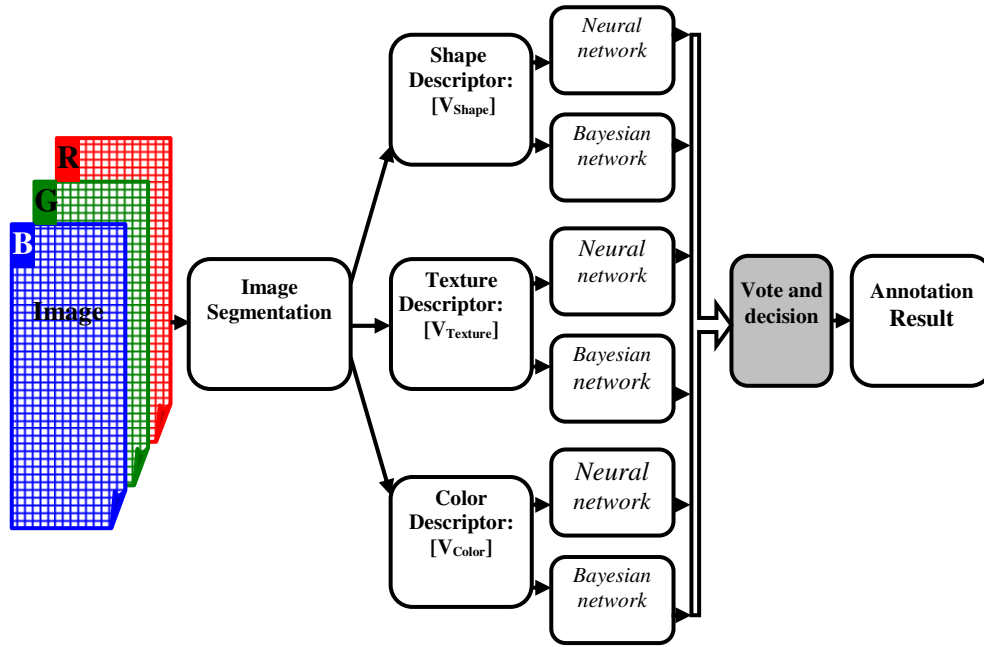 R
G
B
Image
Image
Segmentation
Shape
Descriptor:
[VShape]
Neural
network
Bayesian
network
Texture
Descriptor:
[VTexture]
Neural
network
Bayesian
network
Color
Descriptor:
[VColor]
Neural
network
Bayesian
network
Vote and
decision
Annotation
Result